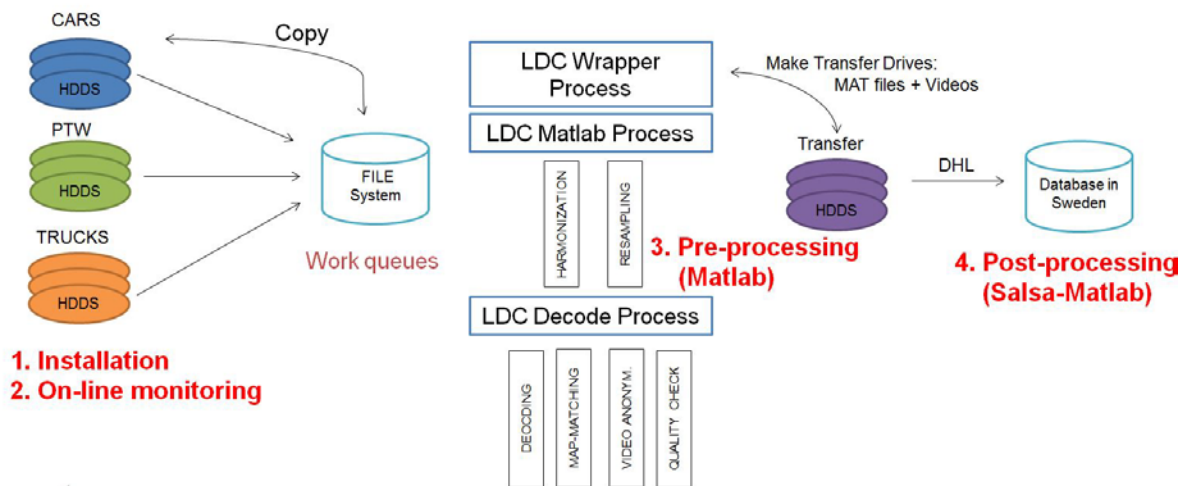 CARS
HDDS
PTW
HDDS
TRUCKS
HDDS
1. Installation
2. On-line monitoring
Copy
FILE
System
Work queues
LDC Wrapper
Process
LDC Matlab Process
HARMONIZATION
RESAMPLING
LDC Decode Process
DEOCDING
MAP-MATCHING
VIDEO ANONYM.
QUALITY CHECK
3. Pre-processing
(Matlab)
Make Transfer Drives:
MAT files + Videos
Transfer
HDDS
DHL
Database in
Sweden
4. Post-processing
(Salsa-Matlab)